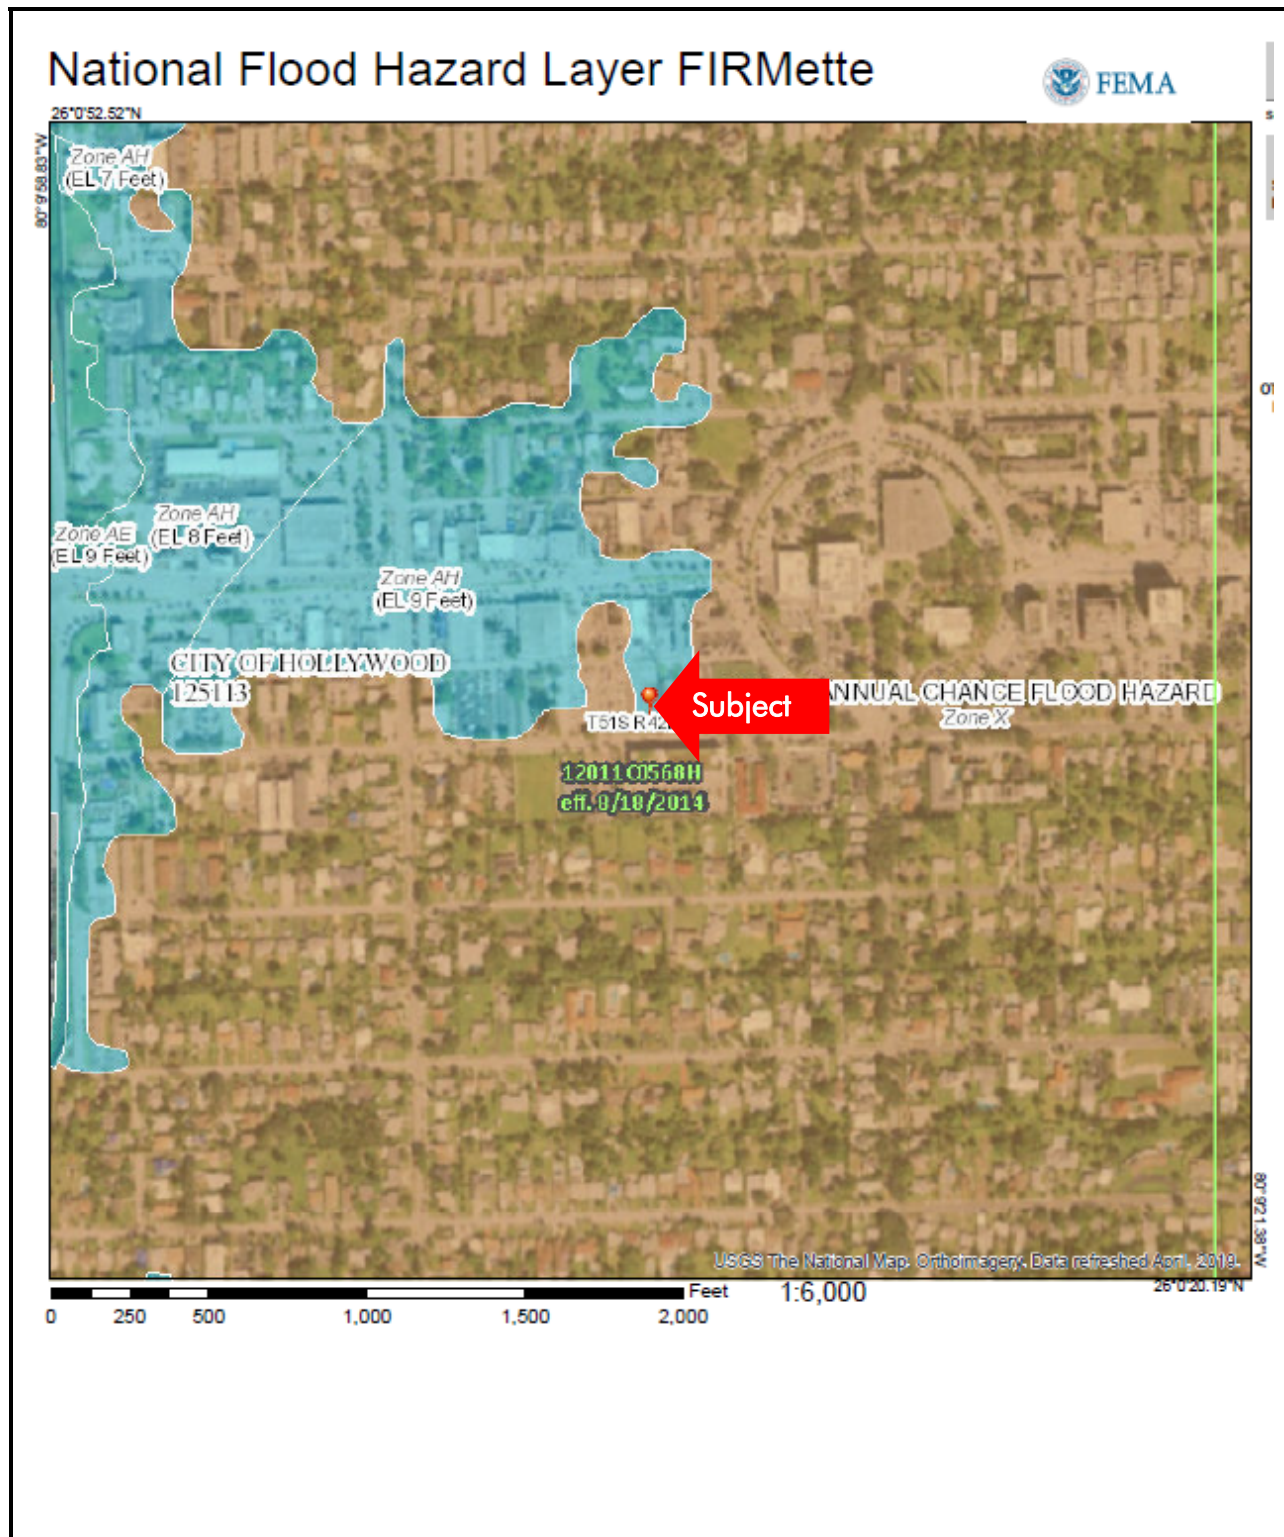 National Flood Hazard Layer FIRMette
FEMA
26°0'52.52"N
80°9'58.83"W
Zone AH
(EL 7 Feet)
Zone AH
(EL 8 Feet)
Zone AE
(EL 9 Feet)
Zone AH
(EL 9 Feet)
CITY OF HOLLYWOOD
125113
Subject
ANNUAL CHANCE FLOOD HAZARD
Zone X
T51S R42
12011C0568H
eff. 8/18/2014
USGS The National Map: Orthoimagery. Data refreshed April, 2019.
80°9'21.38"W
26°0'20.19"N
Feet
1:6,000
0 250 500 1,000 1,500 2,000